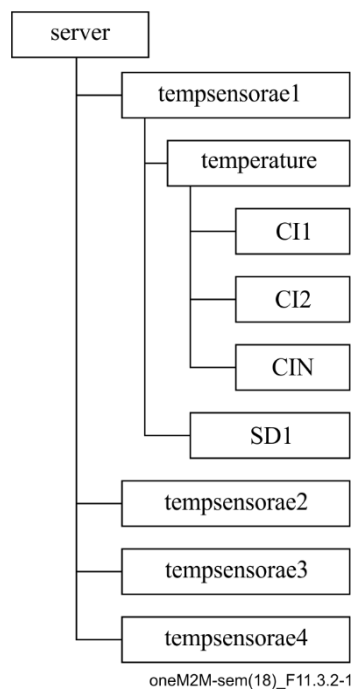 server
tempsensorae1
temperature
CI1
CI2
CIN
SD1
tempsensorae2
tempsensorae3
tempsensorae4
oneM2M-sem(18)_F11.3.2-1